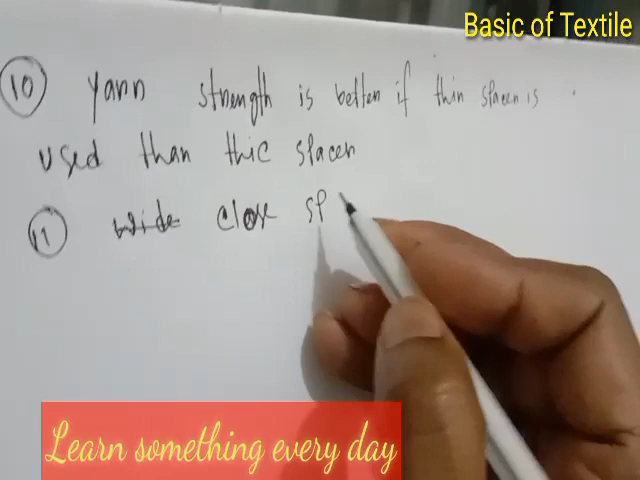 Basic of Textile
10 Yarn strength is better if thin spacer is
used than thic spacer
11 wide close sp
Learn something every day